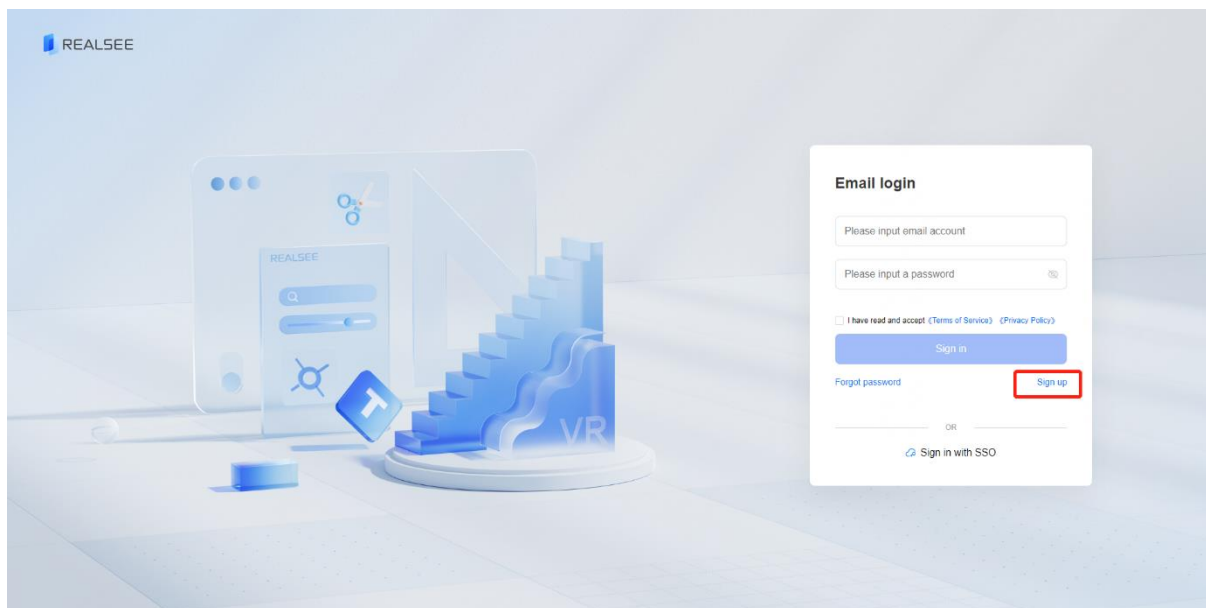 REALSEE
REALSEE
T
VR
Email login
Please input email account
Please input a password
I have read and accept 《Terms of Service》 《Privacy Policy》
Sign in
Forgot password
Sign up
OR
Sign in with SSO